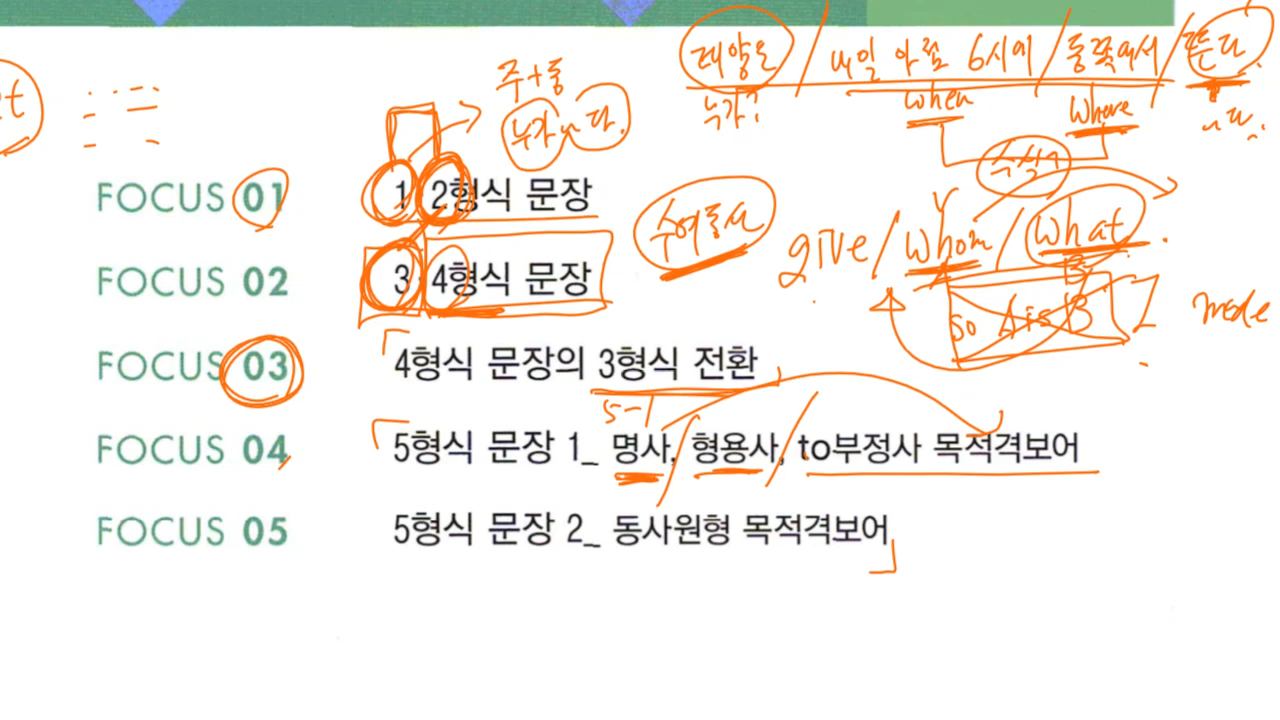 태양은 / 내일 아침 6시에 / 동쪽에서 / 뜬다.
누가? when where ~다.
주+동
누가 ~다.
수식어
FOCUS 01 1, 2형식 문장
수여동사
give / whom / what.
FOCUS 02 3, 4형식 문장
so A is B
made
FOCUS 03 4형식 문장의 3형식 전환
5-1
FOCUS 04 5형식 문장 1_ 명사, 형용사, to부정사 목적격보어
FOCUS 05 5형식 문장 2_ 동사원형 목적격보어